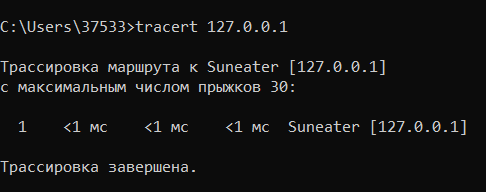 C:\Users\37533>tracert 127.0.0.1
Трассировка маршрута к Suneater [127.0.0.1]
с максимальным числом прыжков 30:
1 <1 мс <1 мс <1 мс Suneater [127.0.0.1]
Трассировка завершена.